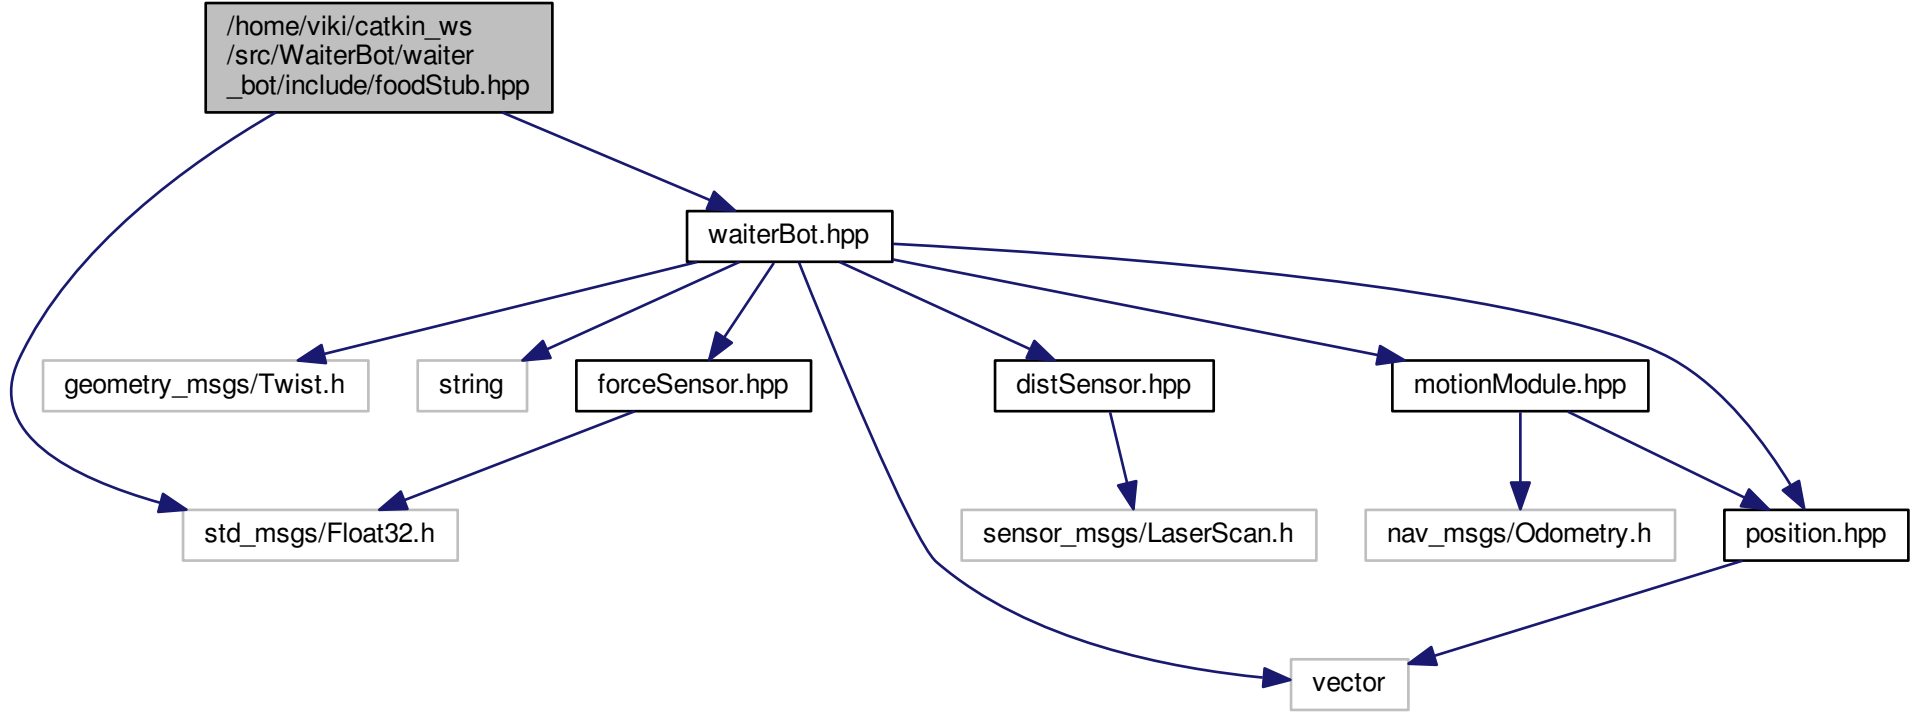 /home/viki/catkin_ws
/src/WaiterBot/waiter
_bot/include/foodStub.hpp
waiterBot.hpp
geometry_msgs/Twist.h
string
forceSensor.hpp
distSensor.hpp
motionModule.hpp
std_msgs/Float32.h
sensor_msgs/LaserScan.h
nav_msgs/Odometry.h
position.hpp
vector